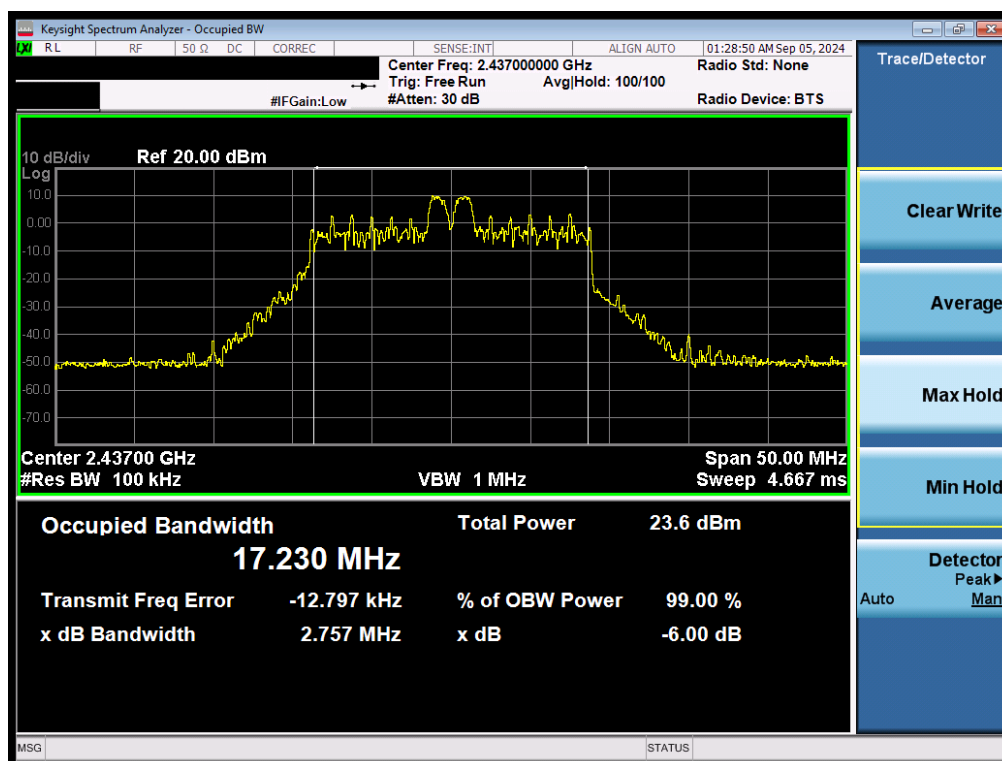 Keysight Spectrum Analyzer - Occupied BW
LXI RL RF 50 Ω DC CORREC SENSE:INT ALIGN AUTO 01:28:50 AM Sep 05, 2024
Center Freq: 2.437000000 GHz Radio Std: None
Trig: Free Run Avg|Hold: 100/100
#IFGain:Low #Atten: 30 dB Radio Device: BTS
10 dB/div Ref 20.00 dBm
Log
10.0
0.00
-10.0
-20.0
-30.0
-40.0
-50.0
-60.0
-70.0
Center 2.43700 GHz Span 50.00 MHz
#Res BW 100 kHz VBW 1 MHz Sweep 4.667 ms
Occupied Bandwidth Total Power 23.6 dBm
17.230 MHz
Transmit Freq Error -12.797 kHz % of OBW Power 99.00 %
x dB Bandwidth 2.757 MHz x dB -6.00 dB
MSG STATUS
Trace/Detector
Clear Write
Average
Max Hold
Min Hold
Detector
Peak▶
Auto Man